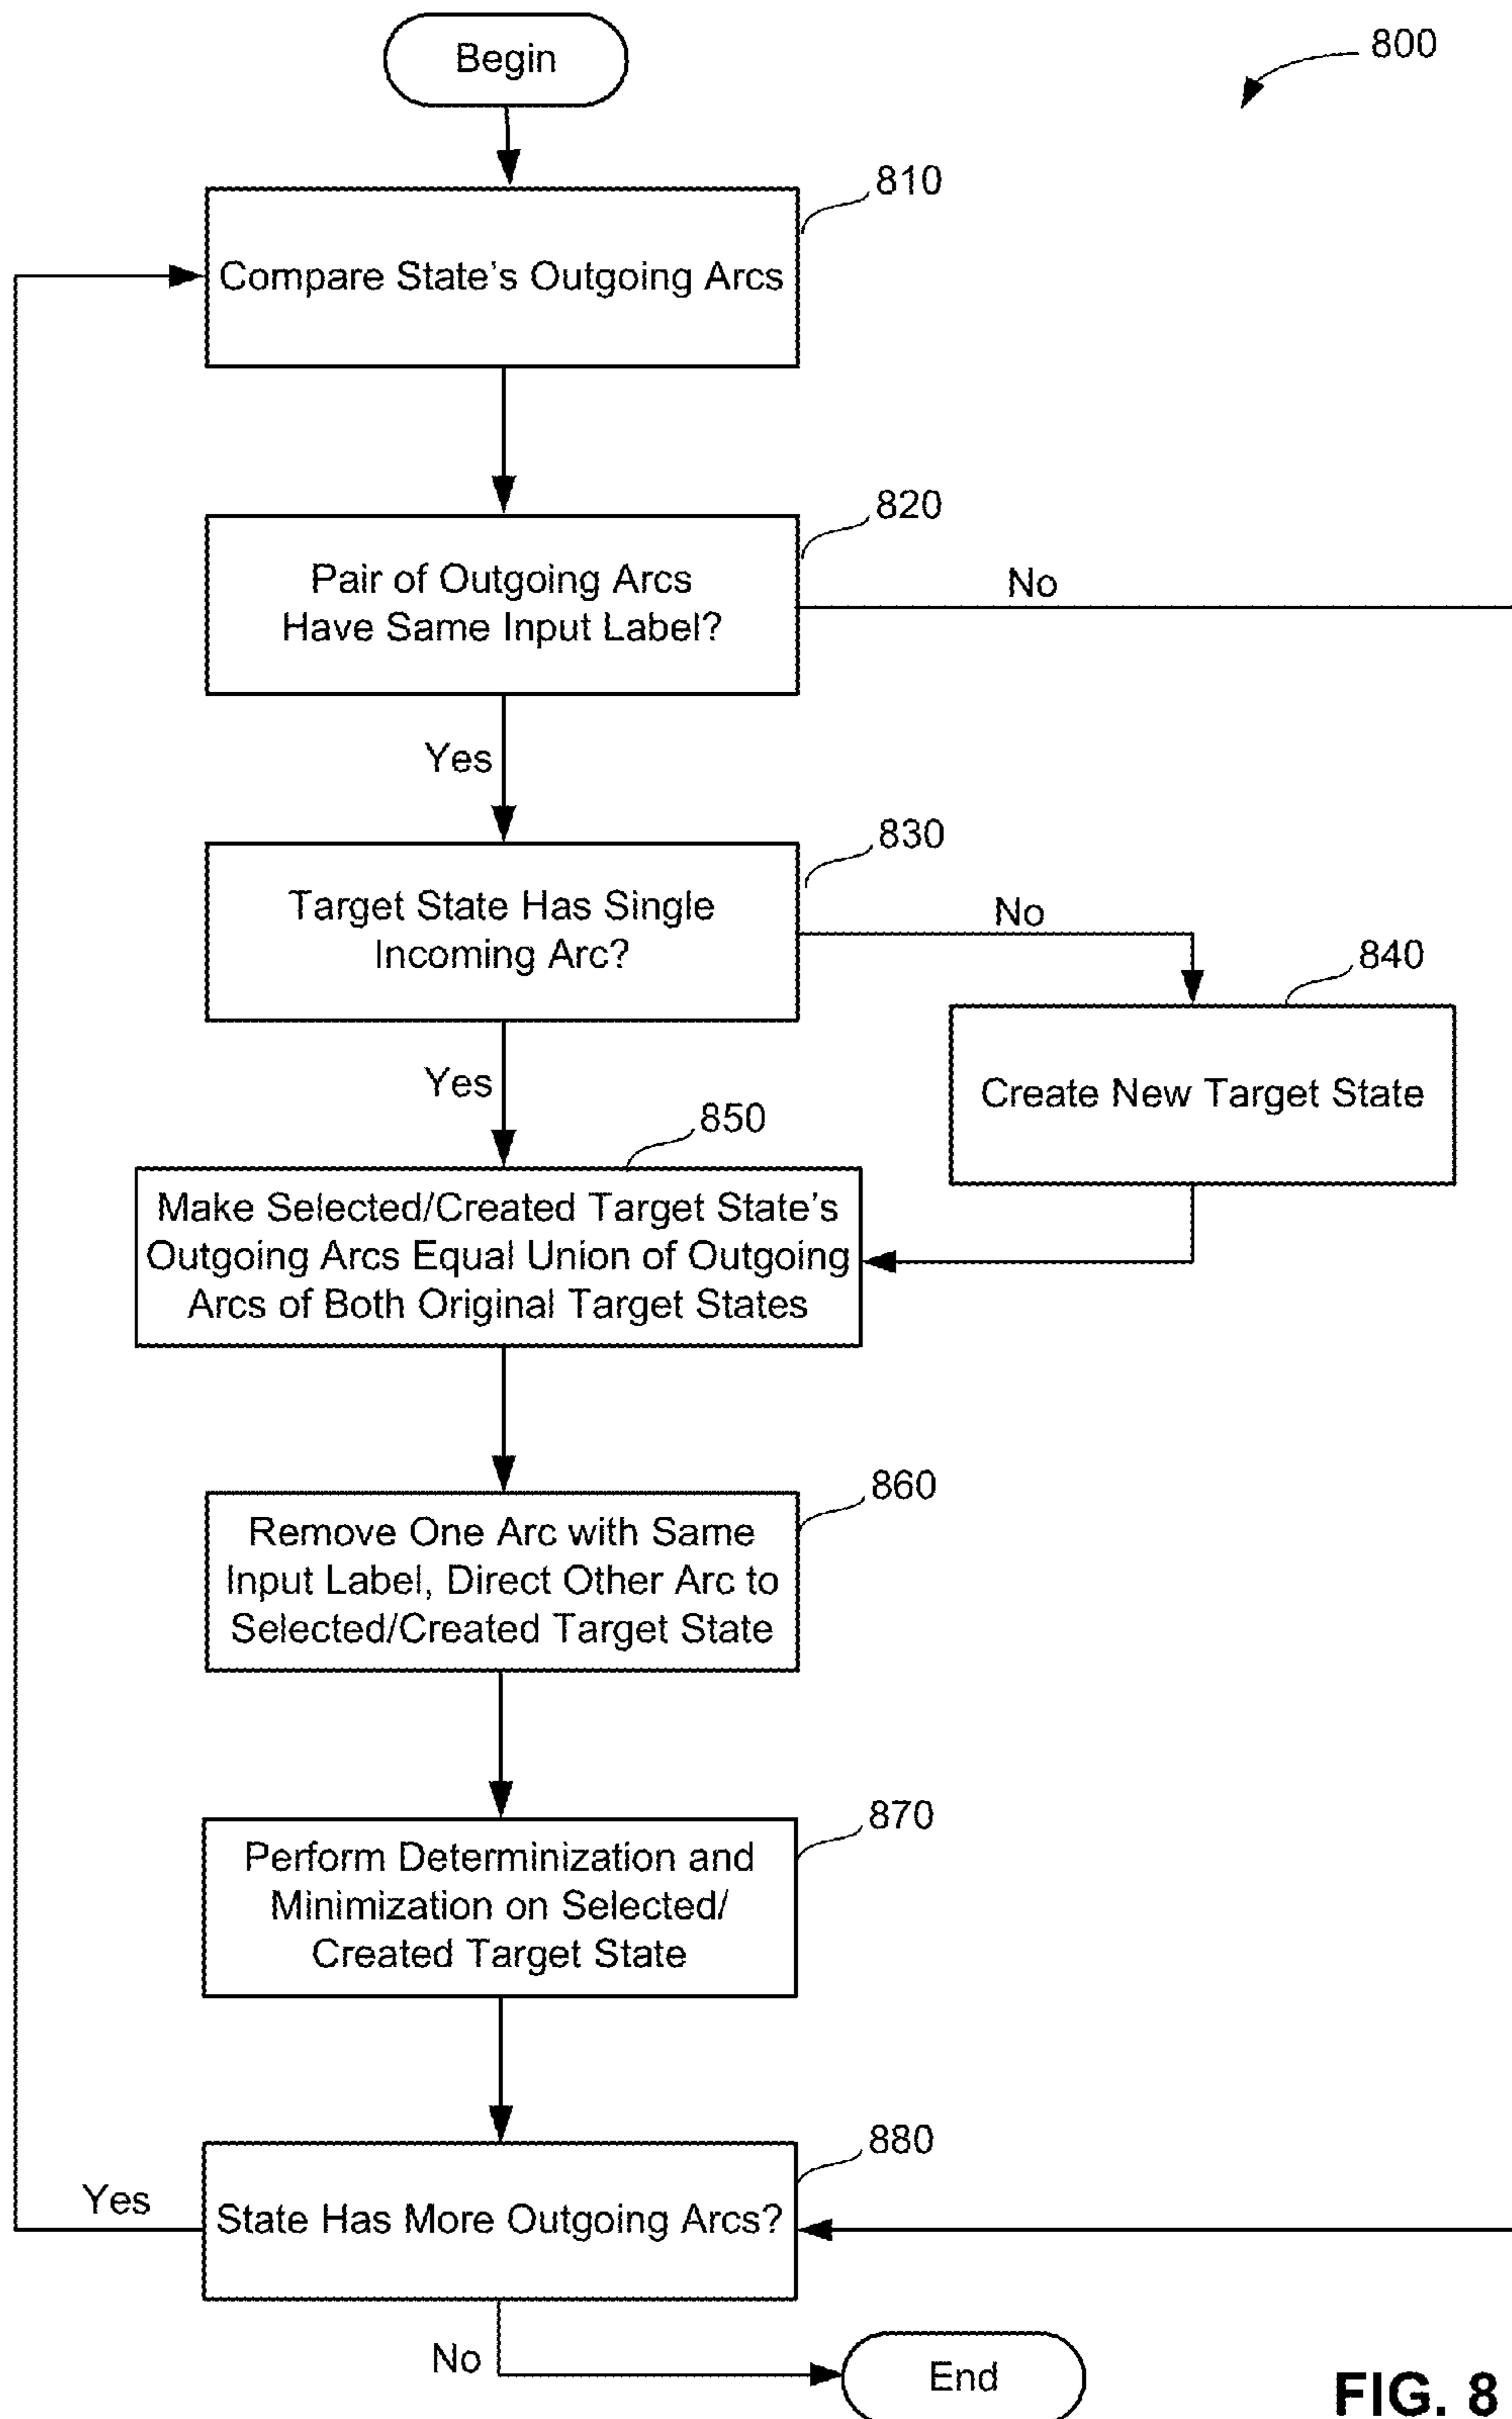 Begin
800
810
Compare State's Outgoing Arcs
820
Pair of Outgoing Arcs
Have Same Input Label?
No
Yes
830
Target State Has Single
Incoming Arc?
No
840
Create New Target State
Yes
850
Make Selected/Created Target State's
Outgoing Arcs Equal Union of Outgoing
Arcs of Both Original Target States
860
Remove One Arc with Same
Input Label, Direct Other Arc to
Selected/Created Target State
870
Perform Determinization and
Minimization on Selected/
Created Target State
880
State Has More Outgoing Arcs?
Yes
No
End
FIG. 8